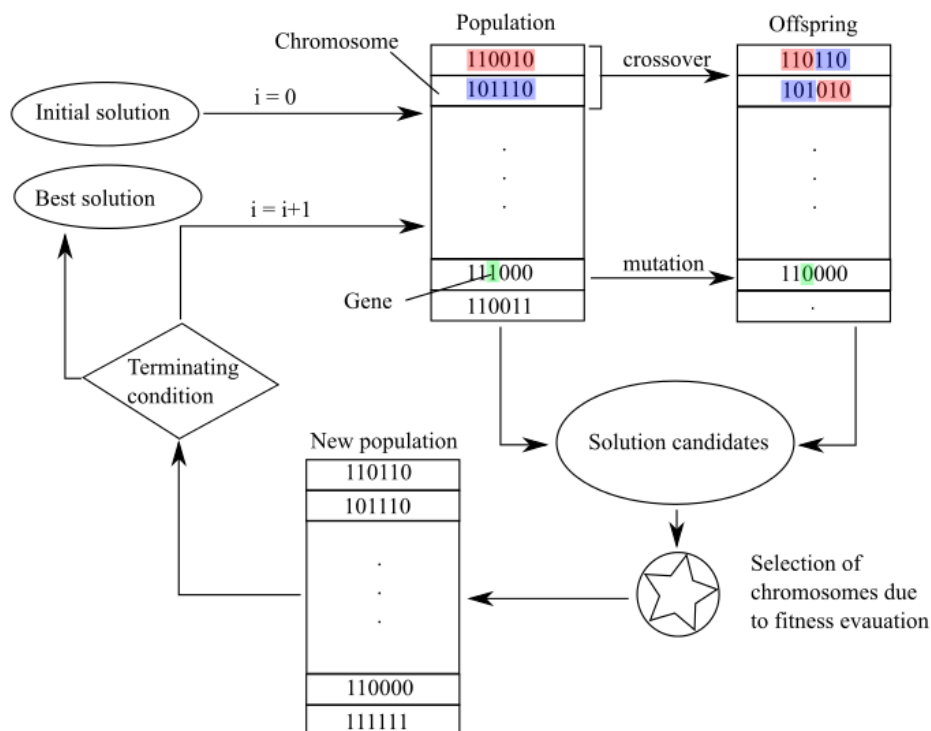 Population
Offspring
Chromosome
110010
crossover
110110
101110
101010
i = 0
Initial solution
.
.
.
.
.
.
Best solution
i = i+1
111000
mutation
110000
Gene
110011
.
Terminating
condition
New population
Solution candidates
110110
101110
.
.
.
Selection of
chromosomes due
to fitness evauation
110000
111111